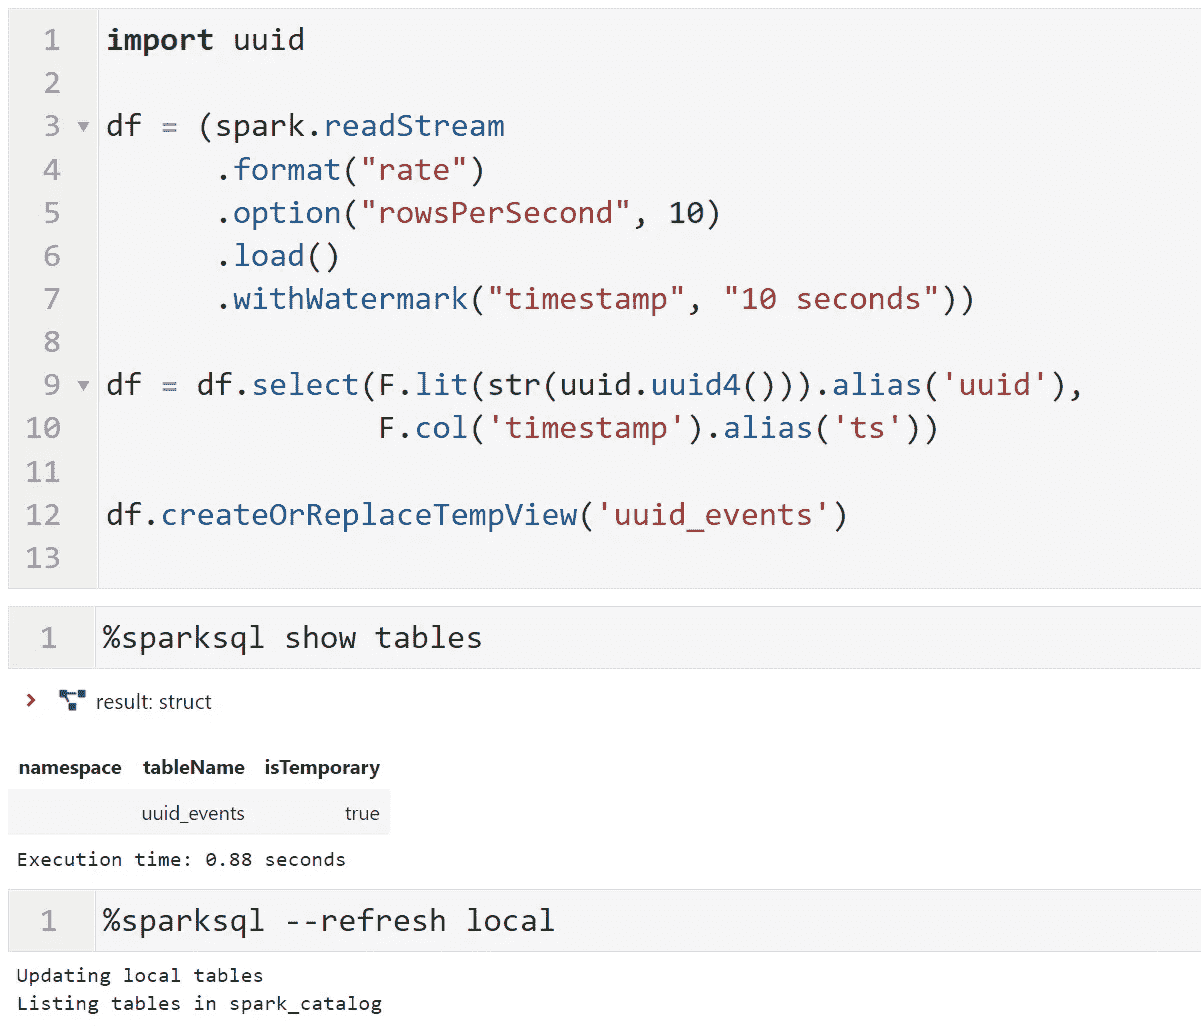 1 import uuid
2
3 df = (spark.readStream
4 .format("rate")
5 .option("rowsPerSecond", 10)
6 .load()
7 .withWatermark("timestamp", "10 seconds"))
8
9 df = df.select(F.lit(str(uuid.uuid4())).alias('uuid'),
10 F.col('timestamp').alias('ts'))
11
12 df.createOrReplaceTempView('uuid_events')
13
1 %sparksql show tables
result: struct
namespace tableName isTemporary
uuid_events true
Execution time: 0.88 seconds
1 %sparksql --refresh local
Updating local tables
Listing tables in spark_catalog